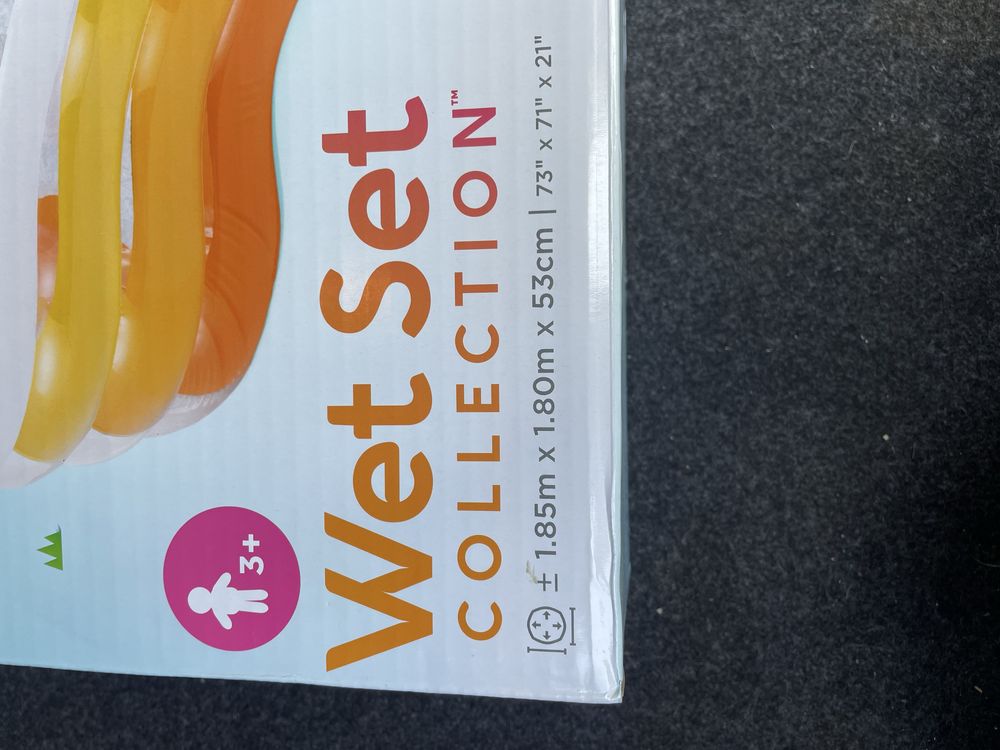 3+
Wet Set
COLLECTION™
± 1.85m x 1.80m x 53cm | 73" x 71" x 21"